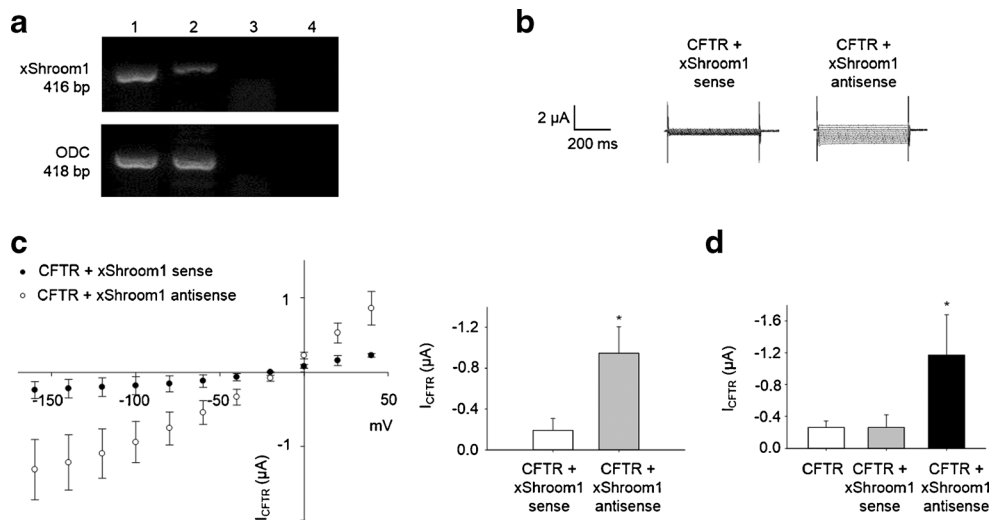 a
1 2 3 4
xShroom1
416 bp
ODC
418 bp
b
CFTR +
xShroom1
sense
CFTR +
xShroom1
antisense
2 µA
200 ms
c
CFTR + xShroom1 sense
CFTR + xShroom1 antisense
1
-150 -100 -50 50
mV
-1
ICFTR (µA)
ICFTR (µA)
-1.2
-0.8
-0.4
0.0
*
CFTR +
xShroom1
sense
CFTR +
xShroom1
antisense
d
ICFTR (µA)
-1.6
-1.2
-0.8
-0.4
0.0
*
CFTR
CFTR +
xShroom1
sense
CFTR +
xShroom1
antisense